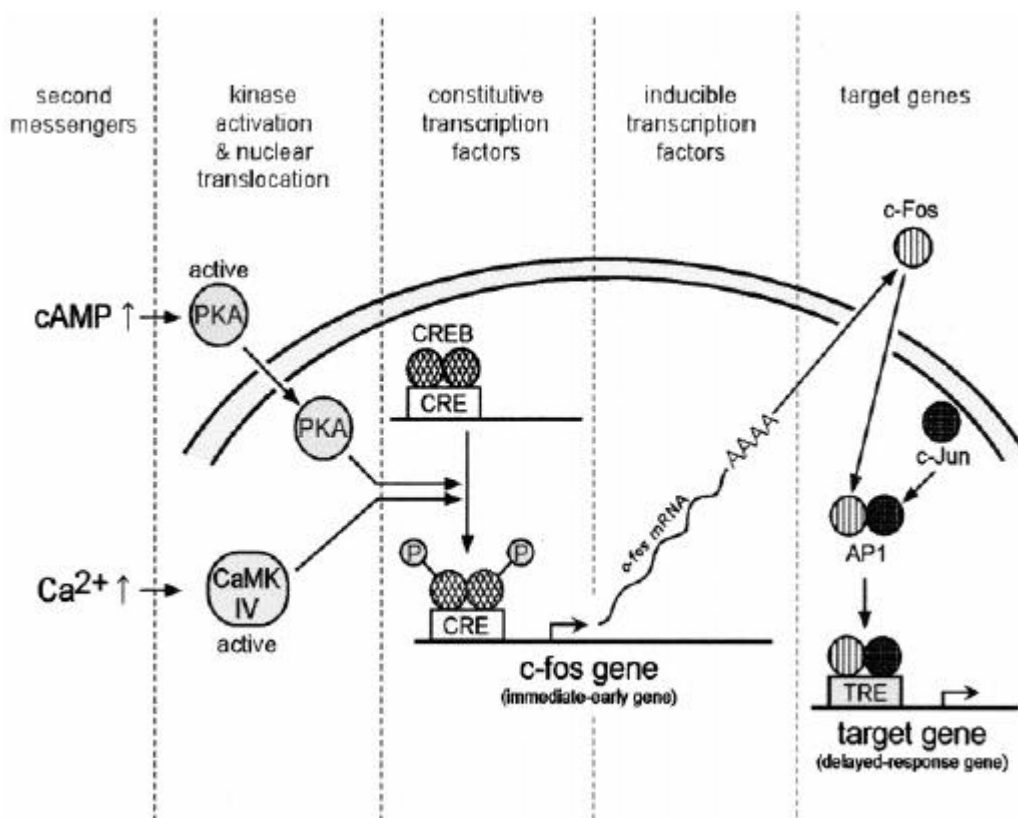 second
messengers
kinase
activation
& nuclear
translocation
constitutive
transcription
factors
inducible
transcription
factors
target genes
c-Fos
active
cAMP ↑
PKA
CREB
CRE
PKA
c-Jun
AAAA
c-fos mRNA
AP1
P
P
Ca2+ ↑
CaMK
IV
active
CRE
c-fos gene
(immediate-early gene)
TRE
target gene
(delayed-response gene)